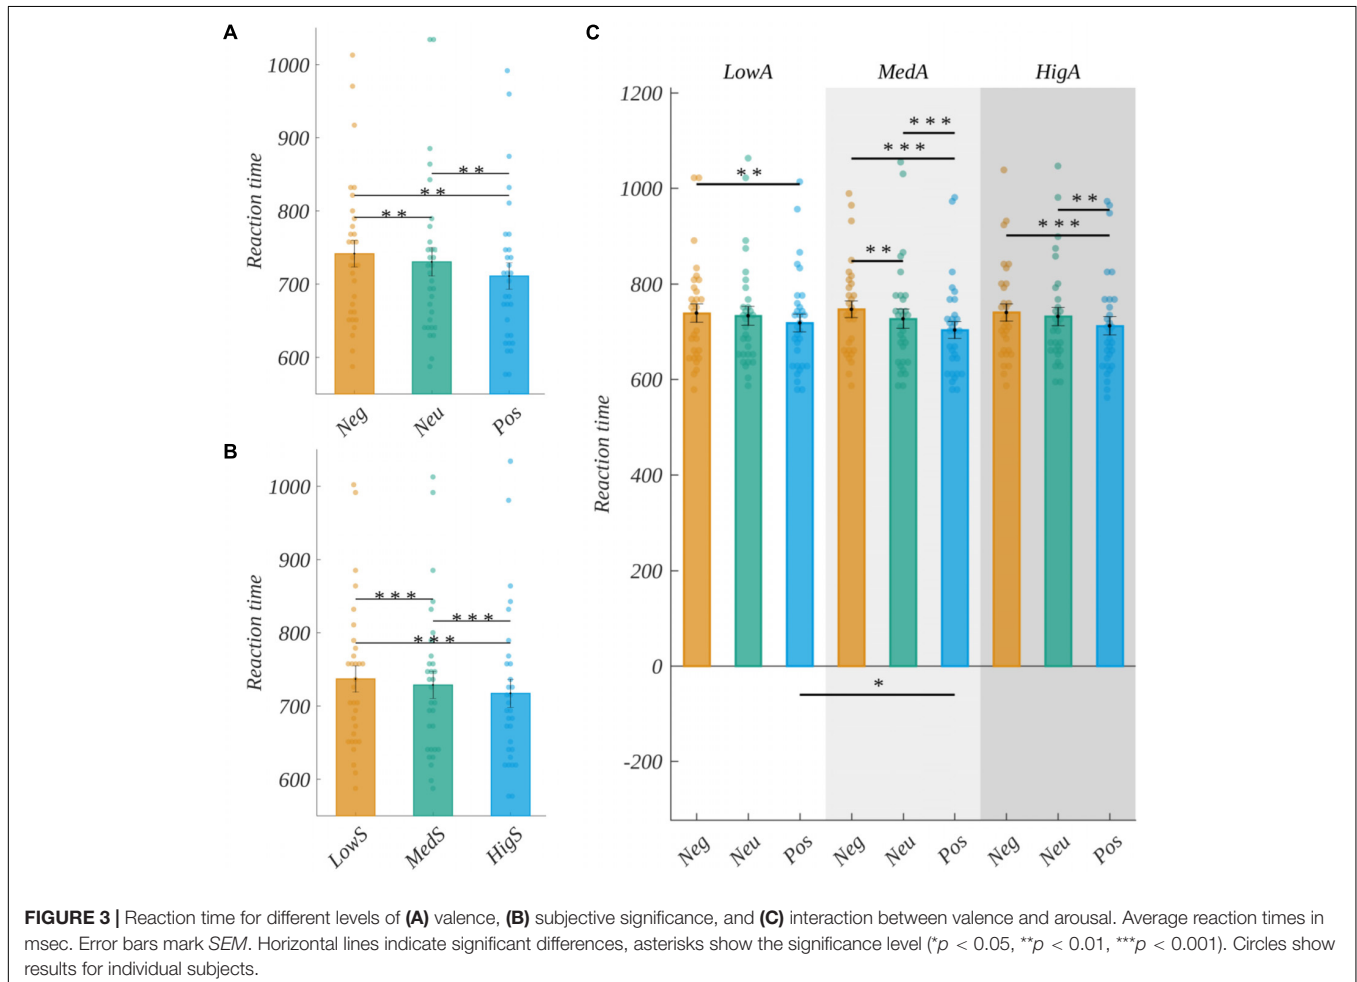 A
1000
900
800
700
600
Reaction time
* *
* *
* *
Neg Neu Pos
B
1000
900
800
700
600
Reaction time
* * *
* * *
* * *
LowS MedS HigS
C
LowA MedA HigA
1200
1000
800
600
400
200
0
-200
Reaction time
* * *
* * *
* *
* *
* *
* * *
*
Neg Neu Pos Neg Neu Pos Neg Neu Pos
FIGURE 3 | Reaction time for different levels of (A) valence, (B) subjective significance, and (C) interaction between valence and arousal. Average reaction times in
msec. Error bars mark SEM. Horizontal lines indicate significant differences, asterisks show the significance level (*p < 0.05, **p < 0.01, ***p < 0.001). Circles show
results for individual subjects.